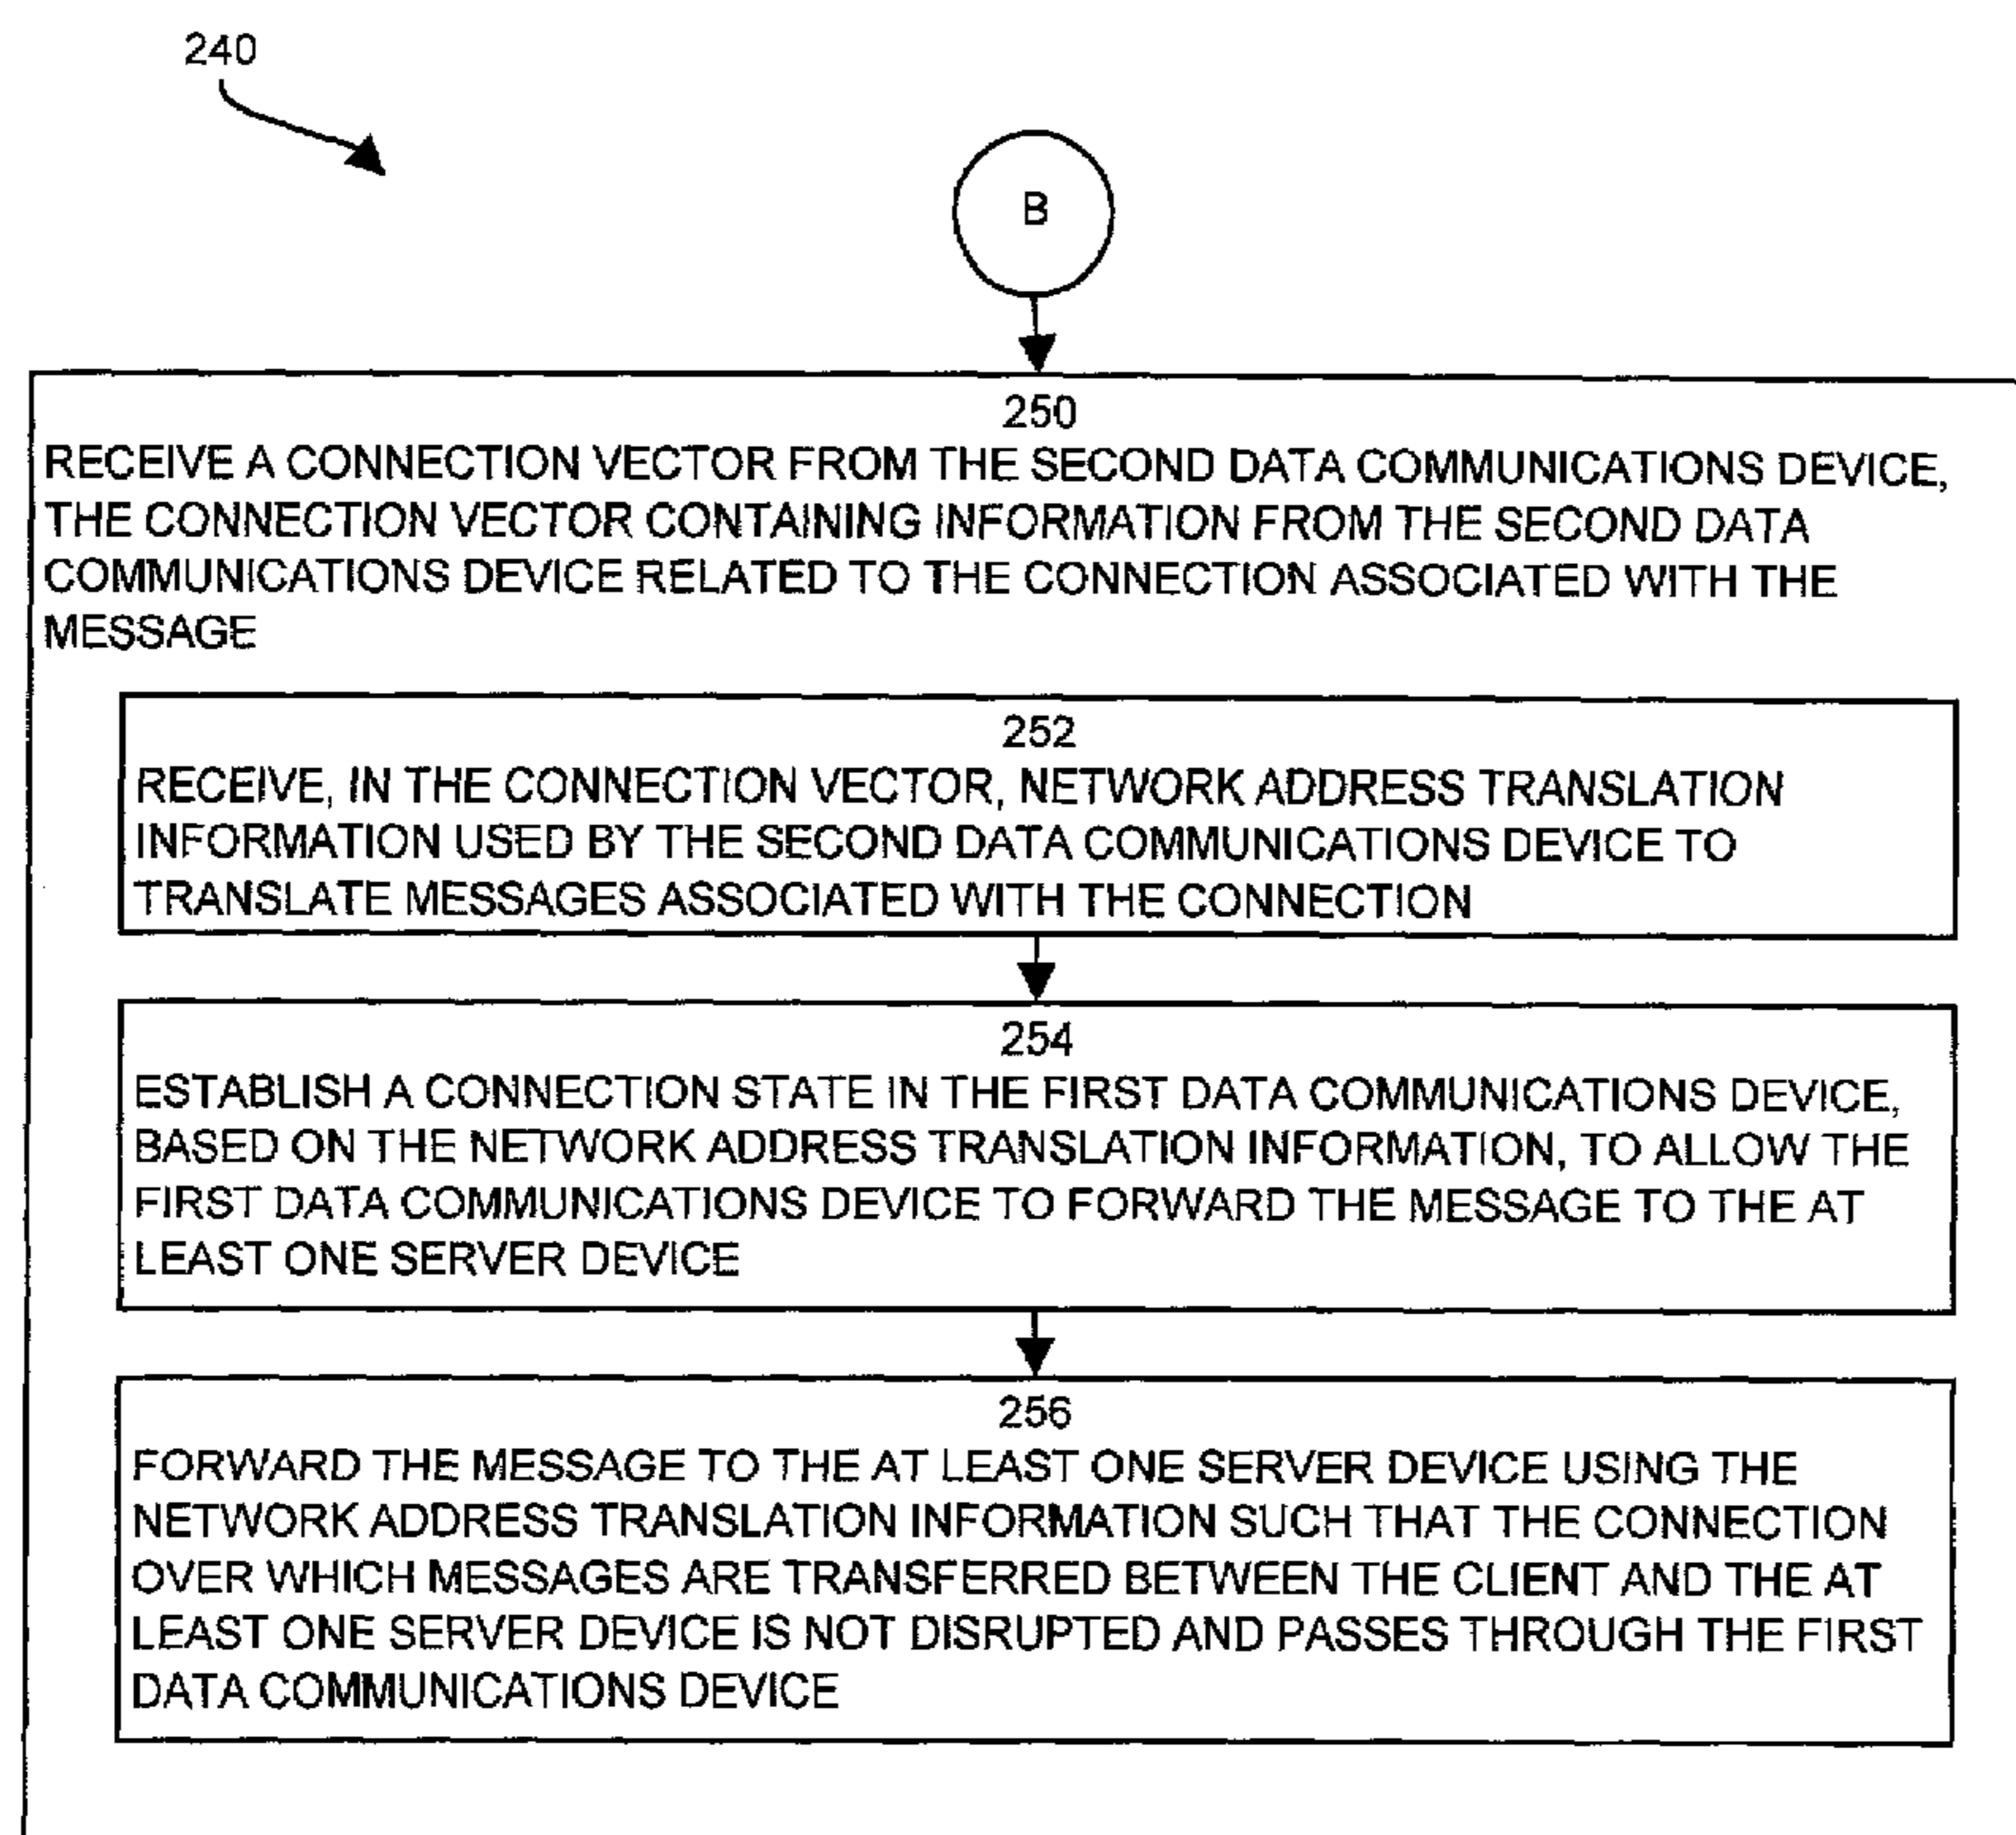 240
B
250
RECEIVE A CONNECTION VECTOR FROM THE SECOND DATA COMMUNICATIONS DEVICE,
THE CONNECTION VECTOR CONTAINING INFORMATION FROM THE SECOND DATA
COMMUNICATIONS DEVICE RELATED TO THE CONNECTION ASSOCIATED WITH THE
MESSAGE
252
RECEIVE, IN THE CONNECTION VECTOR, NETWORK ADDRESS TRANSLATION
INFORMATION USED BY THE SECOND DATA COMMUNICATIONS DEVICE TO
TRANSLATE MESSAGES ASSOCIATED WITH THE CONNECTION
254
ESTABLISH A CONNECTION STATE IN THE FIRST DATA COMMUNICATIONS DEVICE,
BASED ON THE NETWORK ADDRESS TRANSLATION INFORMATION, TO ALLOW THE
FIRST DATA COMMUNICATIONS DEVICE TO FORWARD THE MESSAGE TO THE AT
LEAST ONE SERVER DEVICE
256
FORWARD THE MESSAGE TO THE AT LEAST ONE SERVER DEVICE USING THE
NETWORK ADDRESS TRANSLATION INFORMATION SUCH THAT THE CONNECTION
OVER WHICH MESSAGES ARE TRANSFERRED BETWEEN THE CLIENT AND THE AT
LEAST ONE SERVER DEVICE IS NOT DISRUPTED AND PASSES THROUGH THE FIRST
DATA COMMUNICATIONS DEVICE